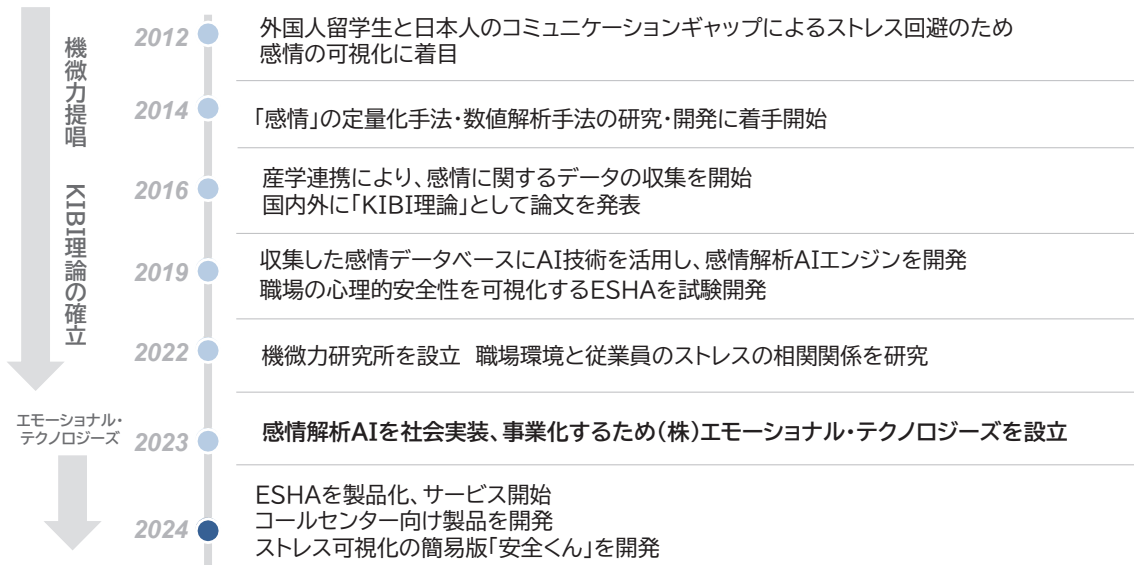 機微力提唱　KIBI理論の確立
2012
外国人留学生と日本人のコミュニケーションギャップによるストレス回避のため
感情の可視化に着目
2014
「感情」の定量化手法・数値解析手法の研究・開発に着手開始
2016
産学連携により、感情に関するデータの収集を開始
国内外に「KIBI理論」として論文を発表
2019
収集した感情データベースにAI技術を活用し、感情解析AIエンジンを開発
職場の心理的安全性を可視化するESHAを試験開発
2022
機微力研究所を設立　職場環境と従業員のストレスの相関関係を研究
エモーショナル・
テクノロジーズ
2023
感情解析AIを社会実装、事業化するため(株)エモーショナル・テクノロジーズを設立
2024
ESHAを製品化、サービス開始
コールセンター向け製品を開発
ストレス可視化の簡易版「安全くん」を開発